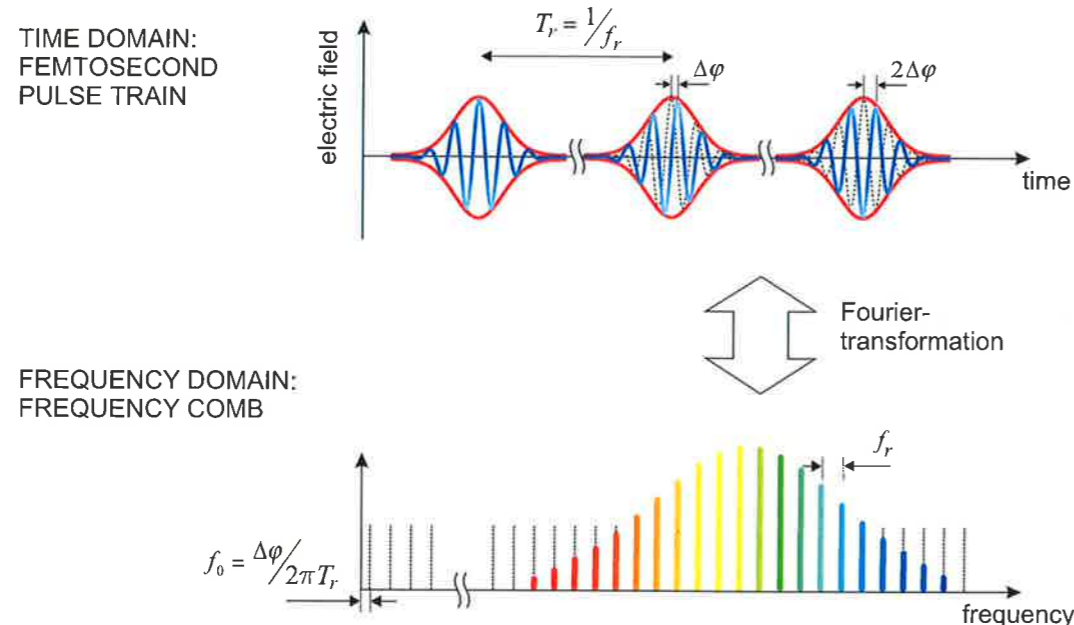 TIME DOMAIN:
FEMTOSECOND
PULSE TRAIN
electric field
T_r = 1/f_r
Δφ
2Δφ
time
Fourier-
transformation
FREQUENCY DOMAIN:
FREQUENCY COMB
f_r
f_0 = Δφ/2πT_r
frequency